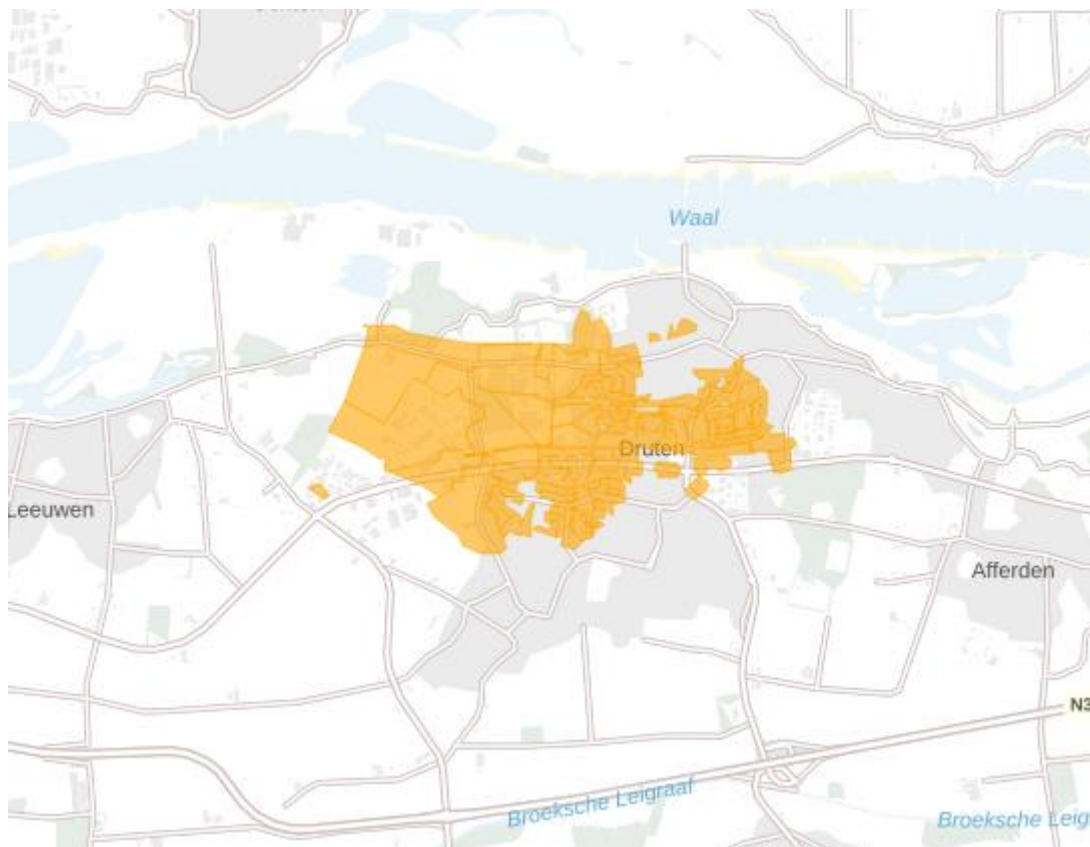 Waal
Druten
Leeuwen
Afferden
N3
Broeksche Leigraaf
Broeksche Leig